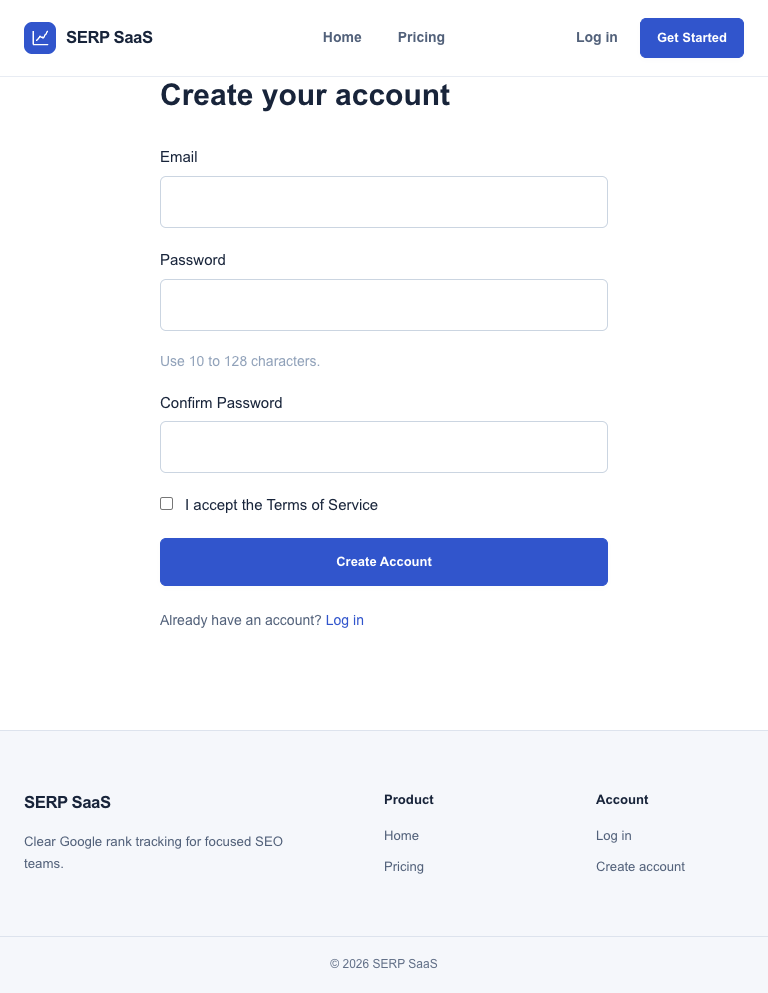 SERP SaaS
Home
Pricing
Log in
Get Started
Create your account
Email
Password
Use 10 to 128 characters.
Confirm Password
I accept the Terms of Service
Create Account
Already have an account? Log in
SERP SaaS
Clear Google rank tracking for focused SEO
teams.
Product
Home
Pricing
Account
Log in
Create account
© 2026 SERP SaaS